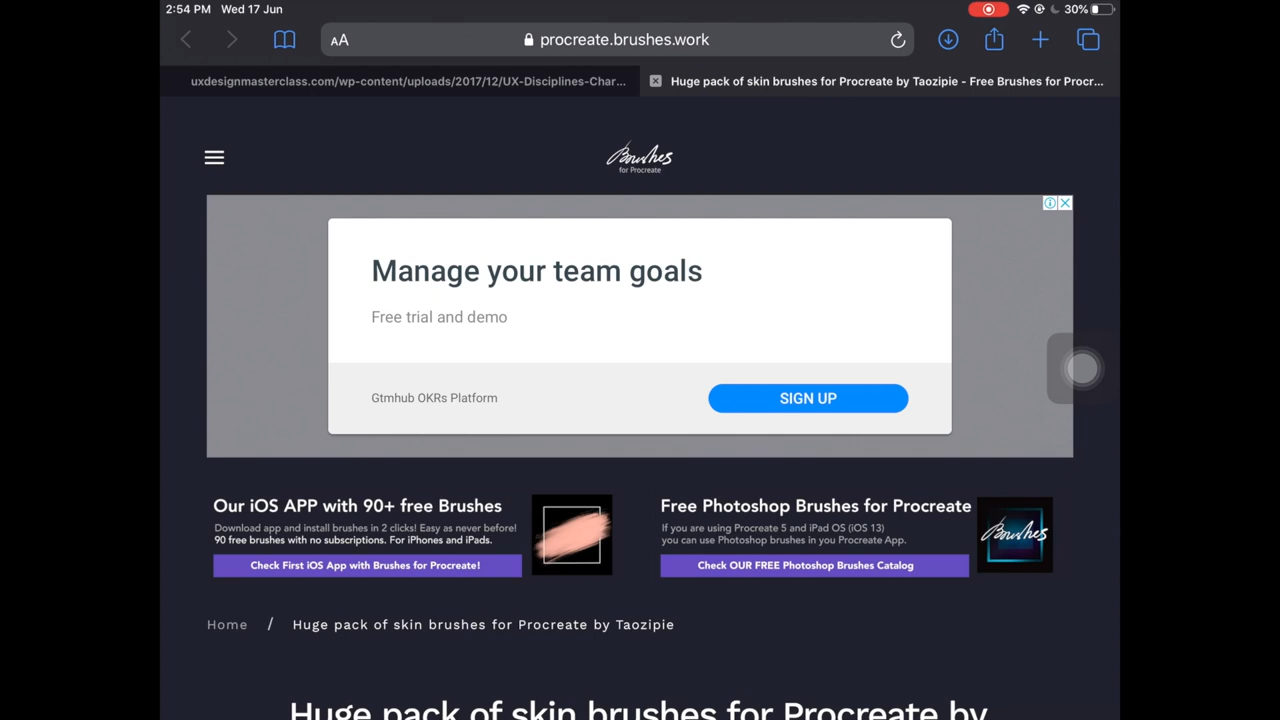 2:54 PM Wed 17 Jun
30%
AA
procreate.brushes.work
uxdesignmasterclass.com/wp-content/uploads/2017/12/UX-Disciplines-Char...
Huge pack of skin brushes for Procreate by Taozipie - Free Brushes for Procr...
Brushes
for Procreate
Manage your team goals
Free trial and demo
Gtmhub OKRs Platform
SIGN UP
Our iOS APP with 90+ free Brushes
Download app and install brushes in 2 clicks! Easy as never before!
90 free brushes with no subscriptions. For iPhones and iPads.
Check First iOS App with Brushes for Procreate!
Free Photoshop Brushes for Procreate
If you are using Procreate 5 and iPad OS (iOS 13)
you can use Photoshop brushes in you Procreate App.
Check OUR FREE Photoshop Brushes Catalog
Brushes
Home / Huge pack of skin brushes for Procreate by Taozipie
Huge pack of skin brushes for Procreate by